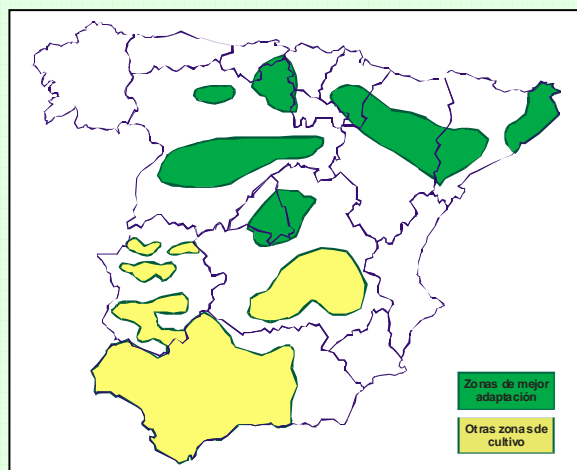 Zonas de mejor
adaptación
Otras zonas de
cultivo